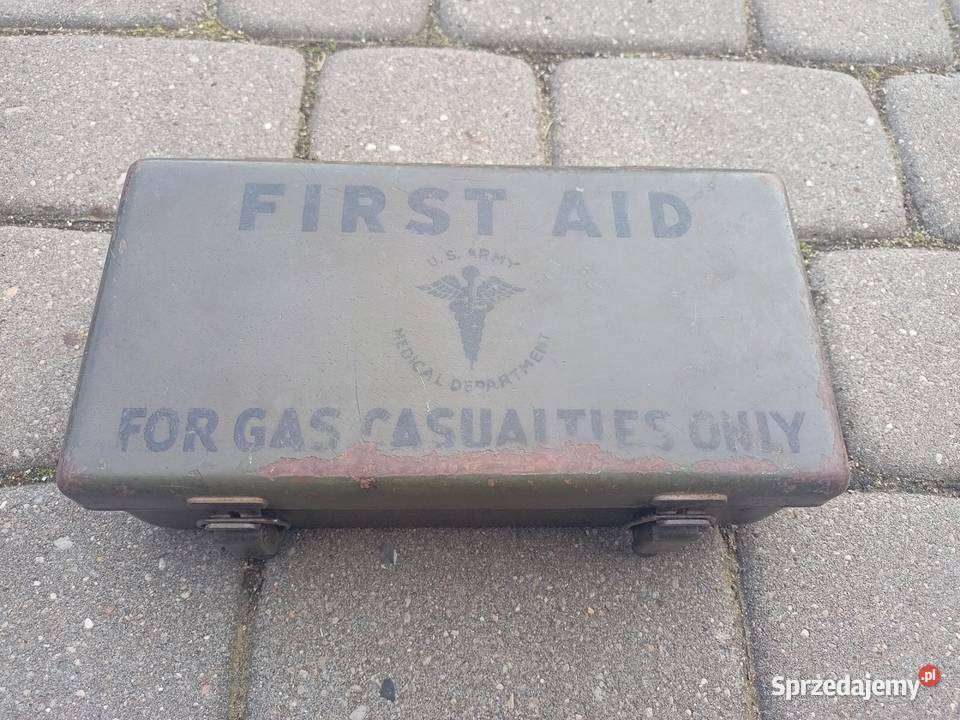 FIRST AID
U.S. ARMY
MEDICAL DEPARTMENT
FOR GAS CASUALTIES ONLY
Sprzedajemy.pl